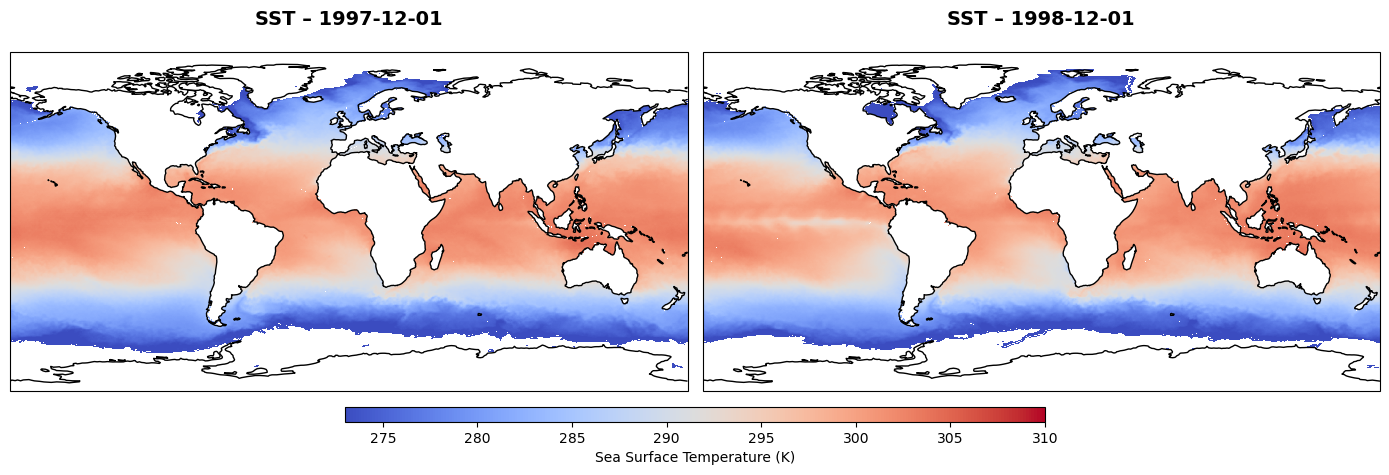 SST – 1997-12-01
SST – 1998-12-01
275 280 285 290 295 300 305 310
Sea Surface Temperature (K)